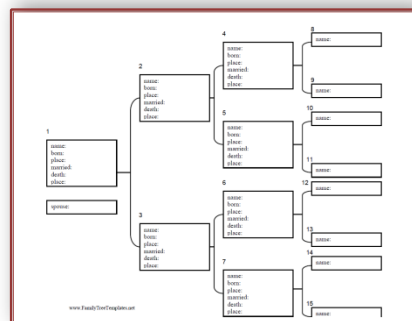 1
name:
born:
place:
married:
death:
place:
spouse:
2
name:
born:
place:
married:
death:
place:
3
name:
born:
place:
married:
death:
place:
4
name:
born:
place:
married:
death:
place:
5
name:
born:
place:
married:
death:
place:
6
name:
born:
place:
married:
death:
place:
7
name:
born:
place:
married:
death:
place:
8
name:
9
name:
10
name:
11
name:
12
name:
13
name:
14
name:
15
name:
www.FamilyTreeTemplates.net